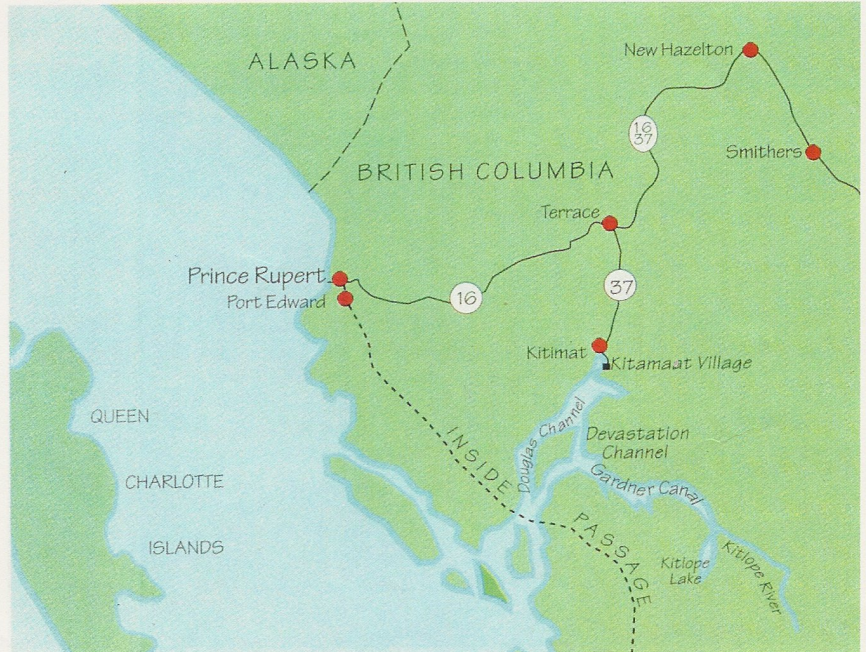 ALASKA
New Hazelton
16
37
BRITISH COLUMBIA
Smithers
Terrace
Prince Rupert
Port Edward
16
37
Kitimat
Kitamaat Village
QUEEN
CHARLOTTE
ISLANDS
INSIDE
PASSAGE
Douglas Channel
Devastation
Channel
Gardner Canal
Kitlope
Lake
Kitlope River